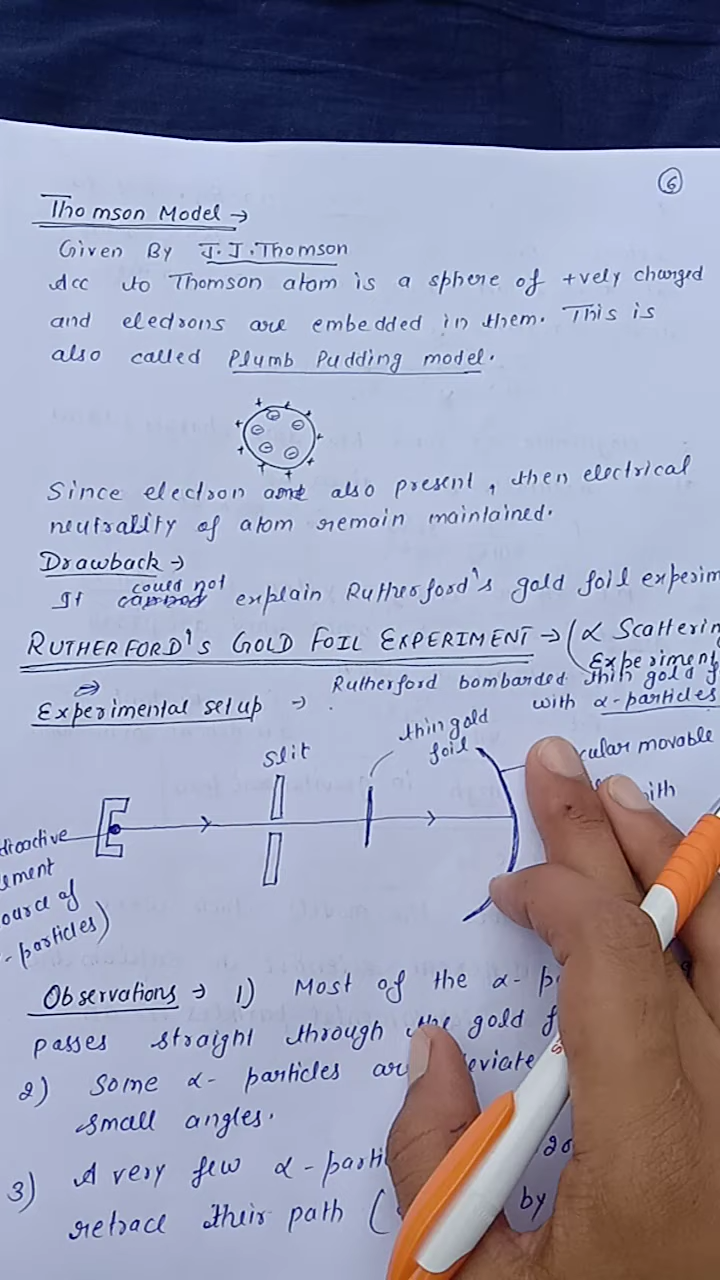 6
Thomson Model →
Given By J.J.Thomson
Acc to Thomson atom is a sphere of +vely charged
and eledrons are embedded in them. This is
also called Plumb Pudding model.
Since electron are also present, then electrical
neutrality of atom remain maintained.
Drawback →
could not
It explain Rutherford's gold foil experim
RUTHERFORD'S GOLD FOIL EXPERIMENT → (α Scatterin
Experiment
Rutherford bombarded thin gold f
Experimental setup → with α-particles
thin gold
foil
slit
cular movable
ith
dioactive
ement
ource of
- particles)
Observations → 1) Most of the α- p
passes straight through the gold f
2) Some α- particles ar eviate
small angles.
3) A very few α-parti
retrace their path ( by